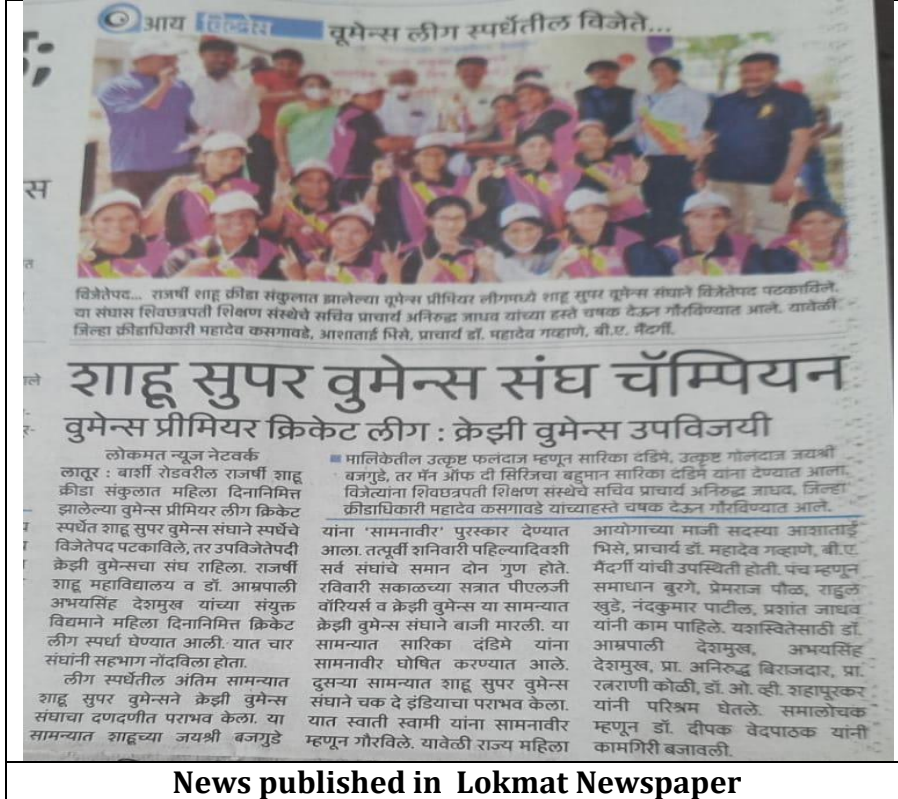 स
आय विटनेस वूमेन्स लीग स्पर्धेतील विजेते...
विजेतेपद... राजर्षी शाहू क्रीडा संकुलात झालेल्या वूमेन्स प्रीमियर लीगमध्ये शाहू सुपर वूमेन्स संघाने विजेतेपद पटकाविले.
या संघास शिवछत्रपती शिक्षण संस्थेचे सचिव प्राचार्य अनिरुद्ध जाधव यांच्या हस्ते चषक देऊन गौरविण्यात आले. यावेळी
जिल्हा क्रीडाधिकारी महादेव कसगावडे, आशाताई भिसे, प्राचार्य डॉ. महादेव गव्हाणे, बी.ए. मैंदर्गी.
शाहू सुपर वुमेन्स संघ चॅम्पियन
वुमेन्स प्रीमियर क्रिकेट लीग : क्रेझी वुमेन्स उपविजयी
लोकमत न्यूज नेटवर्क
लातूर : बार्शी रोडवरील राजर्षी शाहू
क्रीडा संकुलात महिला दिनानिमित्त
झालेल्या वुमेन्स प्रीमियर लीग क्रिकेट
स्पर्धेत शाहू सुपर वुमेन्स संघाने स्पर्धेचे
विजेतेपद पटकाविले, तर उपविजेतेपदी
क्रेझी वुमेन्सचा संघ राहिला. राजर्षी
शाहू महाविद्यालय व डॉ. आम्रपाली
अभयसिंह देशमुख यांच्या संयुक्त
विद्यमाने महिला दिनानिमित्त क्रिकेट
लीग स्पर्धा घेण्यात आली. यात चार
संघांनी सहभाग नोंदविला होता.
लीग स्पर्धेतील अंतिम सामन्यात
शाहू सुपर वुमेन्सने क्रेझी वुमेन्स
संघाचा दणदणीत पराभव केला. या
सामन्यात शाहूच्या जयश्री बजगुडे
मालिकेतील उत्कृष्ट फलंदाज म्हणून सारिका दंडिमे, उत्कृष्ट गोलंदाज जयश्री
बजगुडे, तर मॅन ऑफ दी सिरिजचा बहुमान सारिका दंडिमे यांना देण्यात आला.
विजेत्यांना शिवछत्रपती शिक्षण संस्थेचे सचिव प्राचार्य अनिरुद्ध जाधव, जिल्हा
क्रीडाधिकारी महादेव कसगावडे यांच्याहस्ते चषक देऊन गौरविण्यात आले.
यांना 'सामनावीर' पुरस्कार देण्यात
आला. तत्पूर्वी शनिवारी पहिल्यादिवशी
सर्व संघांचे समान दोन गुण होते.
रविवारी सकाळच्या सत्रात पीएलजी
वॉरियर्स व क्रेझी वुमेन्स या सामन्यात
क्रेझी वुमेन्स संघाने बाजी मारली. या
सामन्यात सारिका दंडिमे यांना
सामनावीर घोषित करण्यात आले.
दुसऱ्या सामन्यात शाहू सुपर वुमेन्स
संघाने चक दे इंडियाचा पराभव केला.
यात स्वाती स्वामी यांना सामनावीर
म्हणून गौरविले. यावेळी राज्य महिला
आयोगाच्या माजी सदस्या आशाताई
भिसे, प्राचार्य डॉ. महादेव गव्हाणे, बी.ए.
मैंदर्गी यांची उपस्थिती होती. पंच म्हणून
समाधान बुरगे, प्रेमराज पौळ, राहुल
खुडे, नंदकुमार पाटील, प्रशांत जाधव
यांनी काम पाहिले. यशस्वितेसाठी डॉ.
आम्रपाली देशमुख, अभयसिंह
देशमुख, प्रा. अनिरुद्ध बिराजदार, प्रा.
रत्नराणी कोळी, डॉ. ओ. व्ही. शहापूरकर
यांनी परिश्रम घेतले. समालोचक
म्हणून डॉ. दीपक वेदपाठक यांनी
कामगिरी बजावली.
News published in Lokmat Newspaper